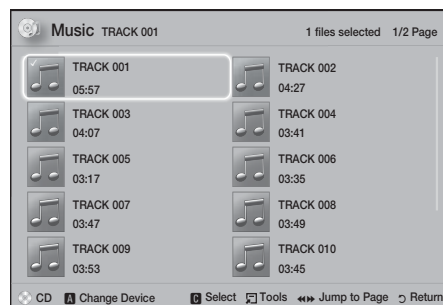 Music TRACK 001 1 files selected 1/2 Page
TRACK 001
05:57
TRACK 002
04:27
TRACK 003
04:07
TRACK 004
03:41
TRACK 005
03:17
TRACK 006
03:35
TRACK 007
03:47
TRACK 008
03:49
TRACK 009
03:53
TRACK 010
03:45
CD A Change Device C Select Tools Jump to Page Return